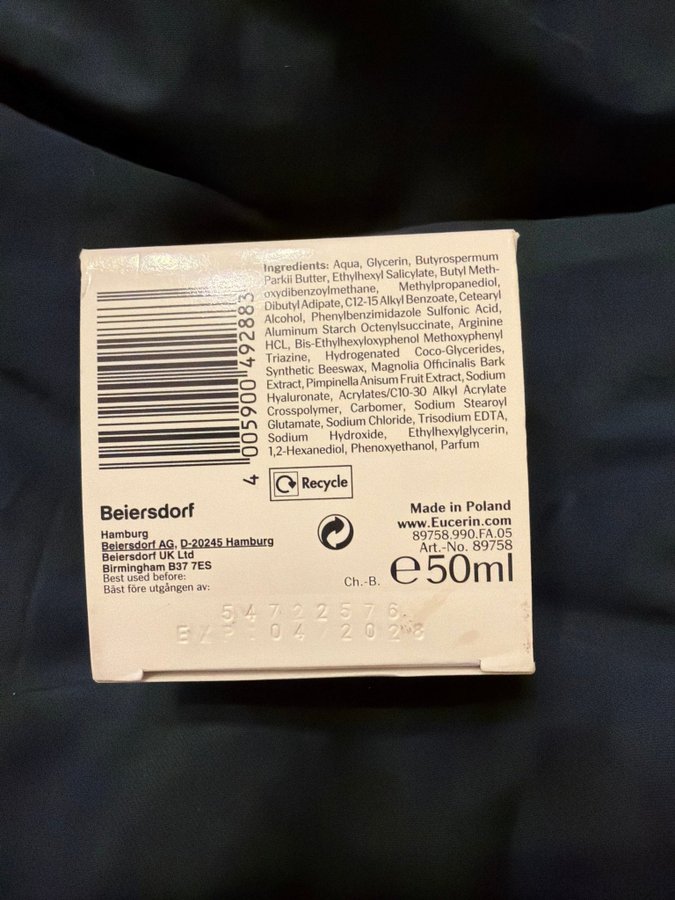 Ingredients: Aqua, Glycerin, Butyrospermum
Parkii Butter, Ethylhexyl Salicylate, Butyl Meth-
oxydibenzoylmethane, Methylpropanediol,
Dibutyl Adipate, C12-15 Alkyl Benzoate, Cetearyl
Alcohol, Phenylbenzimidazole Sulfonic Acid,
Aluminum Starch Octenylsuccinate, Arginine
HCL, Bis-Ethylhexyloxyphenol Methoxyphenyl
Triazine, Hydrogenated Coco-Glycerides,
Synthetic Beeswax, Magnolia Officinalis Bark
Extract, Pimpinella Anisum Fruit Extract, Sodium
Hyaluronate, Acrylates/C10-30 Alkyl Acrylate
Crosspolymer, Carbomer, Sodium Stearoyl
Glutamate, Sodium Chloride, Trisodium EDTA,
Sodium Hydroxide, Ethylhexylglycerin,
1,2-Hexanediol, Phenoxyethanol, Parfum
4 005900 492883
Recycle
Beiersdorf
Hamburg
Beiersdorf AG, D-20245 Hamburg
Beiersdorf UK Ltd
Birmingham B37 7ES
Best used before:
Bäst före utgången av:
Made in Poland
www.Eucerin.com
89758.990.FA.05
Art.-No. 89758
Ch.-B. e50ml
54722576
EXP 04 2028